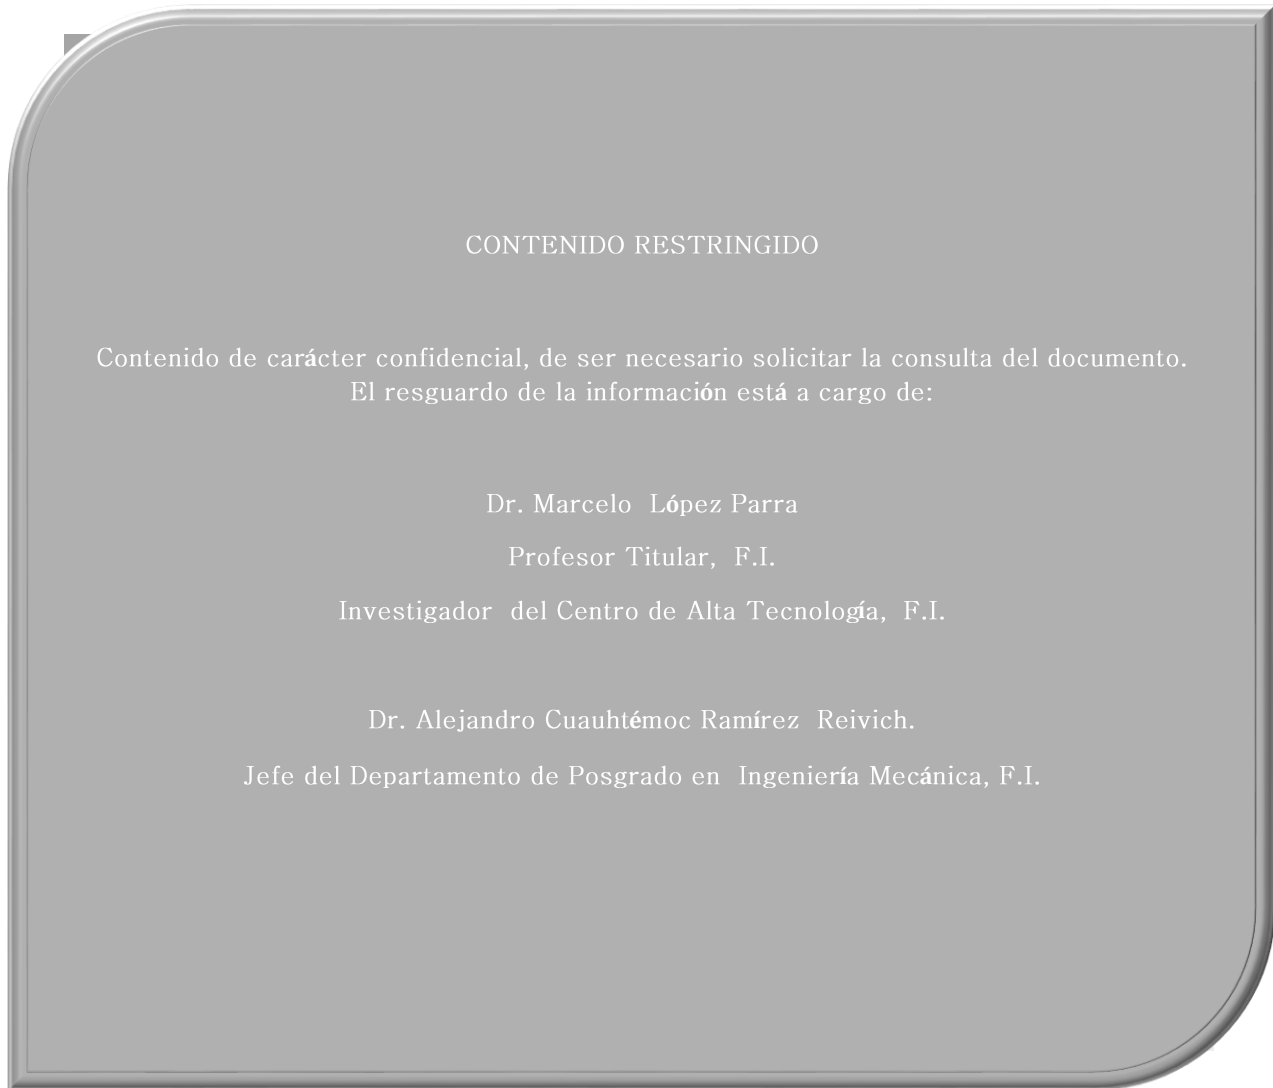 CONTENIDO RESTRINGIDO
Contenido de carácter confidencial, de ser necesario solicitar la consulta del documento.
El resguardo de la información está a cargo de:
Dr. Marcelo López Parra
Profesor Titular, F.I.
Investigador del Centro de Alta Tecnología, F.I.
Dr. Alejandro Cuauhtémoc Ramírez Reivich.
Jefe del Departamento de Posgrado en Ingeniería Mecánica, F.I.